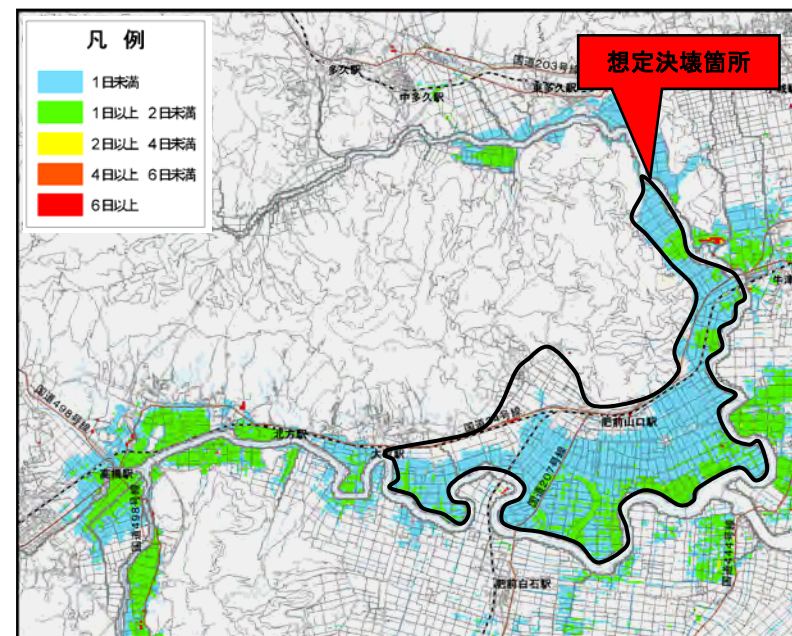 凡 例
1日未満
1日以上 2日未満
2日以上 4日未満
4日以上 6日未満
6日以上
想定決壊箇所
国道203号線
多久駅
東多久駅
中多久駅
国道498号線
北方駅
肥前山口駅
高橋駅
国道207号線
国道498号線
国道444号線
肥前白石駅